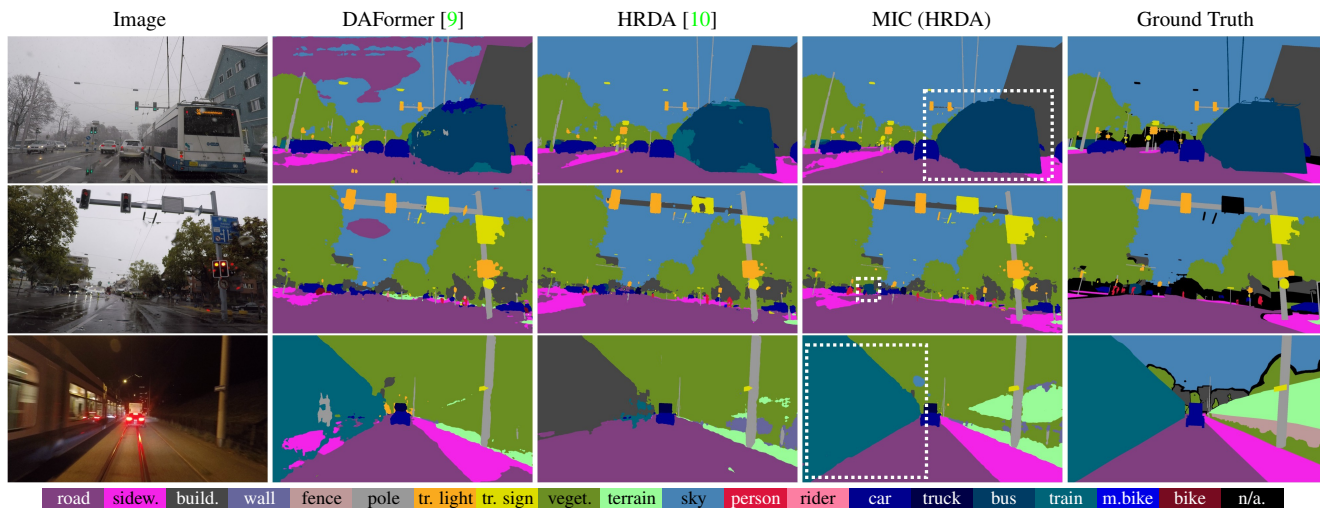 Image DAFormer [9] HRDA [10] MIC (HRDA) Ground Truth
road sidew. build. wall fence pole tr. light tr. sign veget. terrain sky person rider car truck bus train m.bike bike n/a.